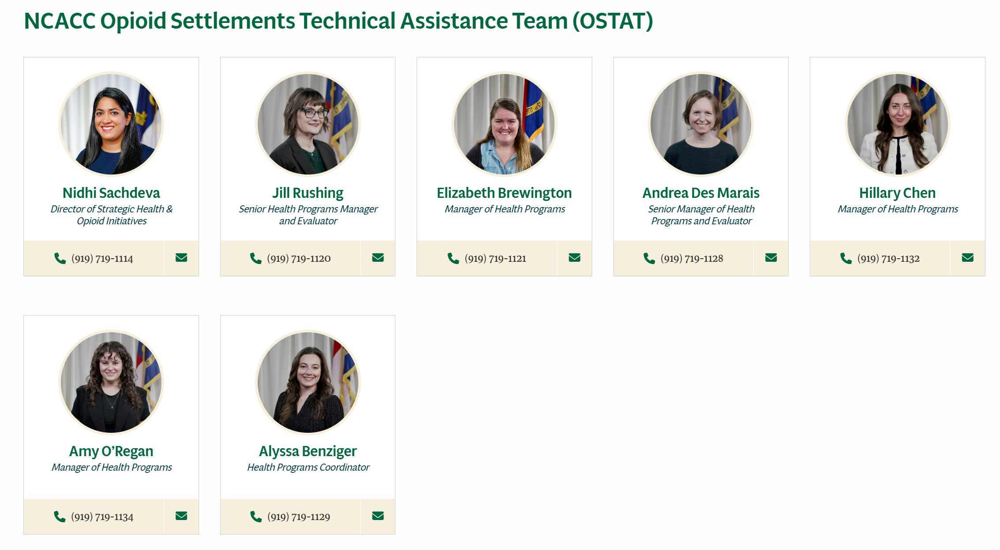 NCACC Opioid Settlements Technical Assistance Team (OSTAT)
Nidhi Sachdeva
Director of Strategic Health &
Opioid Initiatives
(919) 719-1114
Jill Rushing
Senior Health Programs Manager
and Evaluator
(919) 719-1120
Elizabeth Brewington
Manager of Health Programs
(919) 719-1121
Andrea Des Marais
Senior Manager of Health
Programs and Evaluator
(919) 719-1128
Hillary Chen
Manager of Health Programs
(919) 719-1132
Amy O’Regan
Manager of Health Programs
(919) 719-1134
Alyssa Benziger
Health Programs Coordinator
(919) 719-1129